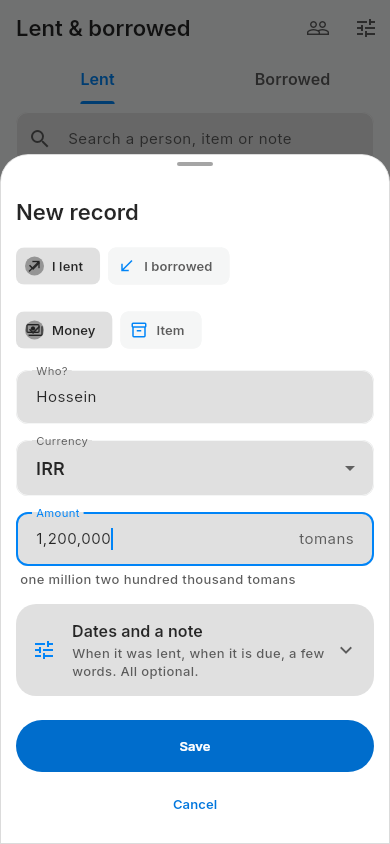 Lent & borrowed
Lent
Borrowed
Search a person, item or note
New record
I lent
I borrowed
Money
Item
Who?
Hossein
Currency
IRR
Amount
1,200,000
tomans
one million two hundred thousand tomans
Dates and a note
When it was lent, when it is due, a few
words. All optional.
Save
Cancel